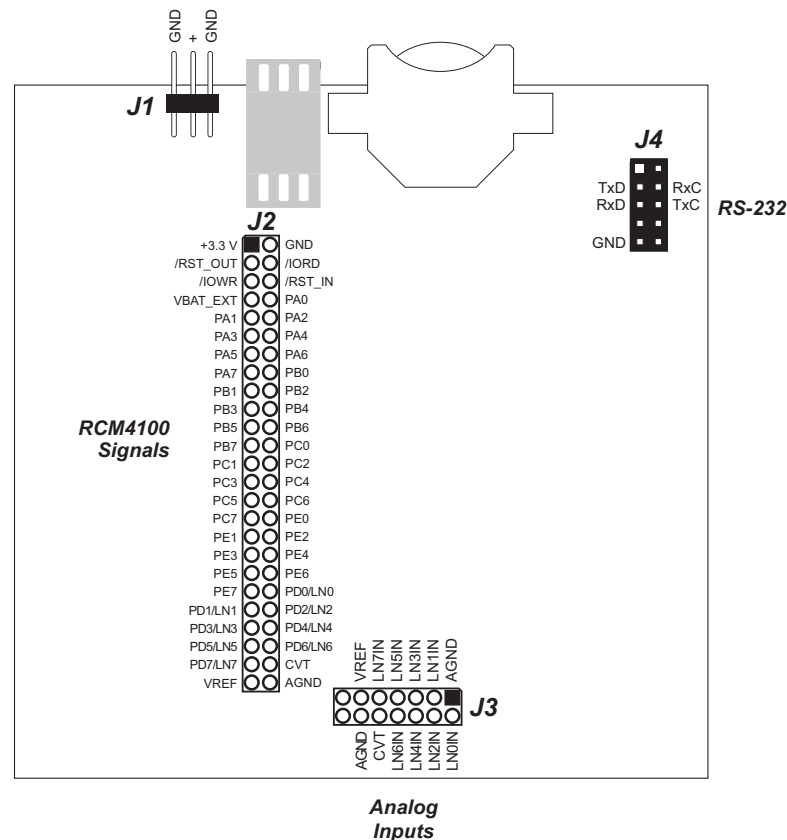 GND
+
GND
J1
J4
TxD RxC
RxD TxC
GND
RS-232
J2
+3.3 V GND
/RST_OUT /IORD
/IOWR /RST_IN
VBAT_EXT PA0
PA1 PA2
PA3 PA4
PA5 PA6
PA7 PB0
PB1 PB2
PB3 PB4
PB5 PB6
PB7 PC0
PC1 PC2
PC3 PC4
PC5 PC6
PC7 PE0
PE1 PE2
PE3 PE4
PE5 PE6
PE7 PD0/LN0
PD1/LN1 PD2/LN2
PD3/LN3 PD4/LN4
PD5/LN5 PD6/LN6
PD7/LN7 CVT
VREF AGND
RCM4100
Signals
VREF
LN7IN
LN5IN
LN3IN
LN1IN
AGND
J3
AGND
CVT
LN6IN
LN4IN
LN2IN
LN0IN
Analog
Inputs